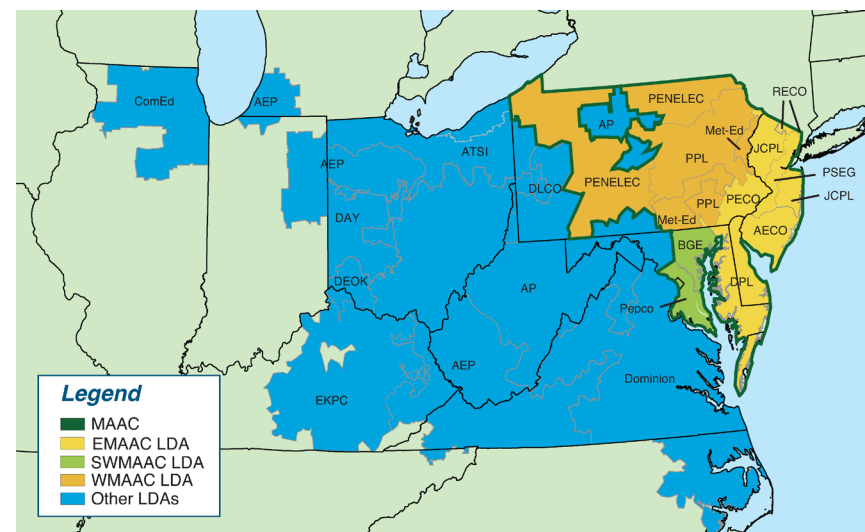 RECO
ComEd
AEP
PENELEC
AP
Met-Ed
JCPL
ATSI
AEP
PPL
PSEG
DLCO
PENELEC
JCPL
PPL
PECO
DAY
Met-Ed
AECO
BGE
DEOK
DPL
AP
Pepco
AEP
Dominion
EKPC
Legend
MAAC
EMAAC LDA
SWMAAC LDA
WMAAC LDA
Other LDAs